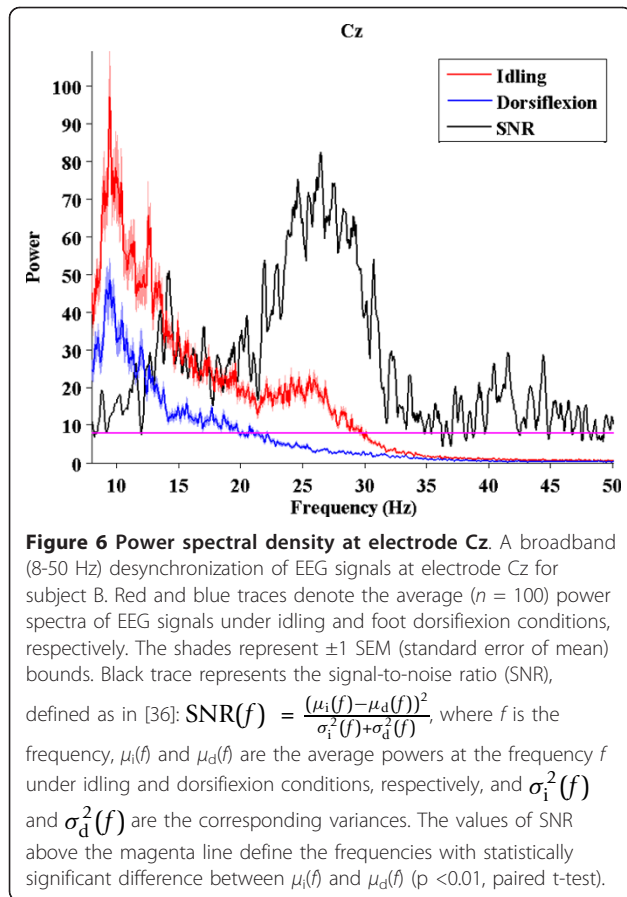 Cz
Idling
Dorsiflexion
SNR
Power
100
90
80
70
60
50
40
30
20
10
0
10 15 20 25 30 35 40 45 50
Frequency (Hz)
Figure 6 Power spectral density at electrode Cz. A broadband
(8-50 Hz) desynchronization of EEG signals at electrode Cz for
subject B. Red and blue traces denote the average (n = 100) power
spectra of EEG signals under idling and foot dorsifiexion conditions,
respectively. The shades represent ±1 SEM (standard error of mean)
bounds. Black trace represents the signal-to-noise ratio (SNR),
defined as in [36]: SNR(f) = (μi(f)−μd(f))² / σi²(f)+σd²(f), where f is the
frequency, μi(f) and μd(f) are the average powers at the frequency f
under idling and dorsifiexion conditions, respectively, and σi²(f)
and σd²(f) are the corresponding variances. The values of SNR
above the magenta line define the frequencies with statistically
significant difference between μi(f) and μd(f) (p <0.01, paired t-test).